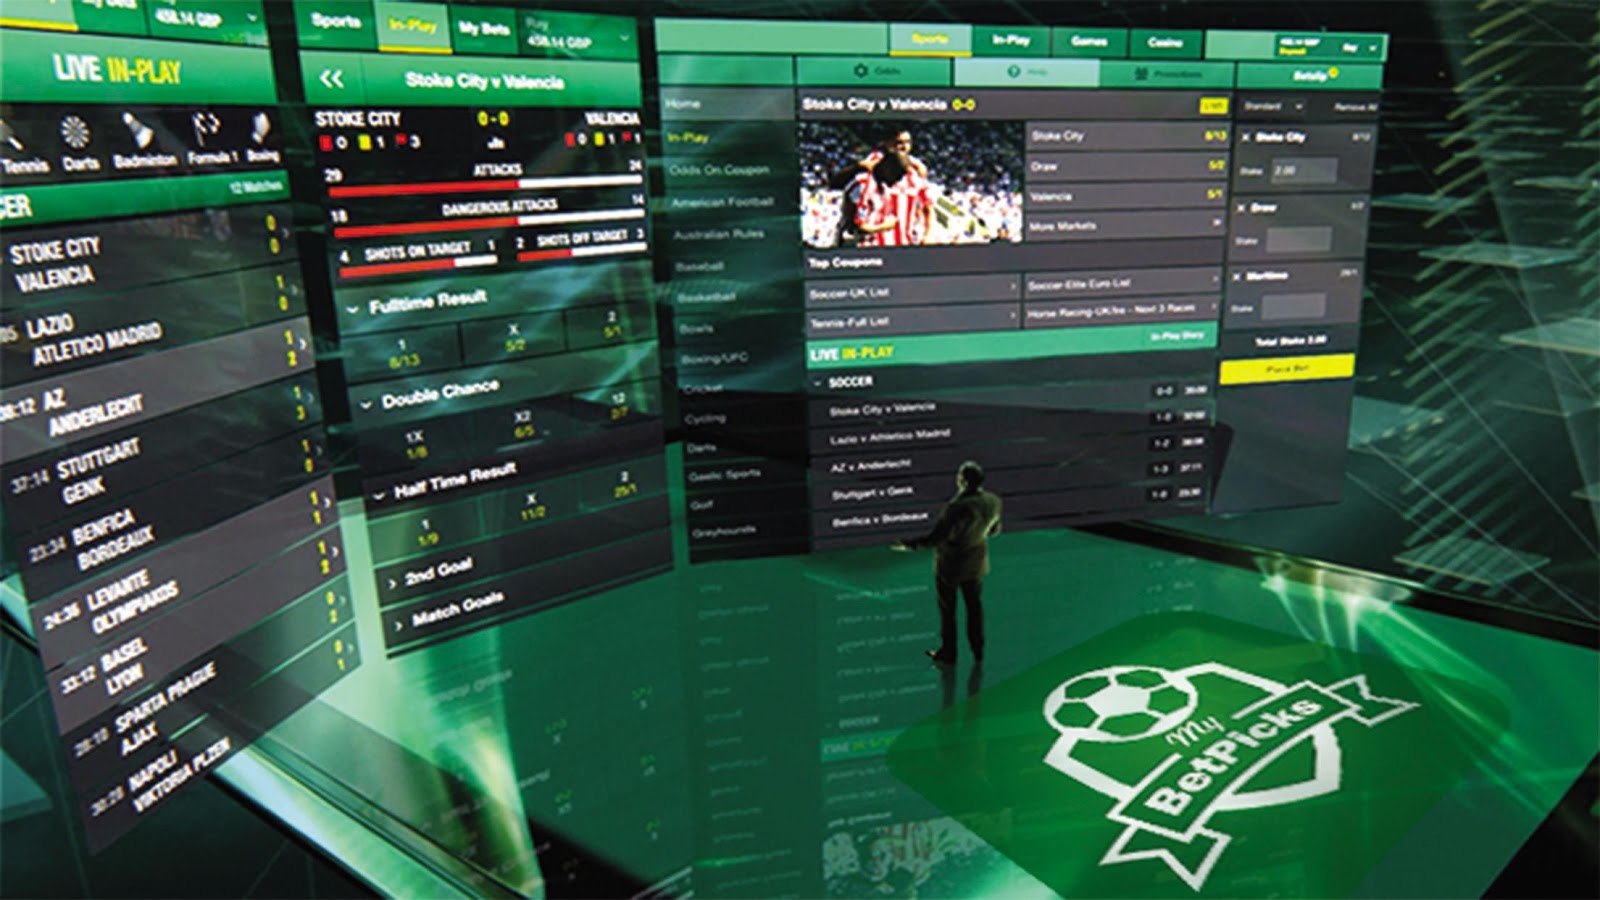 My Bets
458.14 GBP
LIVE IN-PLAY
Tennis Darts Badminton Formula 1 Boxing
12 Matches
CER
STOKE CITY 0
VALENCIA 0
05 LAZIO 1
ATLETICO MADRID 0
38:12 AZ 1
ANDERLECHT 2
37:14 STUTTGART 1
GENK 3
23:34 BENFICA 1
BORDEAUX 0
24:36 LEVANTE 1
OLYMPIAKOS 1
33:12 BASEL 1
LYON 2
SPARTA PRAGUE 0
AJAX 2
NAPOLI 0
VIKTORIA PLZEN 1
Sports In-Play My Bets Ray
458.14 GBP
Stoke City v Valencia
STOKE CITY 0-0 VALENCIA
0 1 3 0 1 1
29 ATTACKS 24
18 DANGEROUS ATTACKS 14
4 SHOTS ON TARGET 1 2 SHOTS OFF TARGET 3
Fulltime Result
1 X 2
8/13 5/2 5/1
Double Chance
1X X2 12
1/8 6/5 2/7
Half Time Result
1 X 2
1/9 11/2 25/1
2nd Goal
Match Goals
Sports In-Play Games Casino
Odds Help Promotions Betslip
Home
In-Play
Odds On Coupon
American Football
Australian Rules
Baseball
Basketball
Bowls
Boxing/UFC
Cricket
Cycling
Darts
Gaelic Sports
Golf
Greyhounds
Stoke City v Valencia 0-0
Stoke City 8/13
Draw 5/2
Valencia 5/1
More Markets
Top Coupons
Soccer-UK List Soccer-Elite Euro List
Tennis-Full List Horse Racing-UK/Ire - Next 3 Races
LIVE IN-PLAY In-Play Diary
SOCCER
Stoke City v Valencia 0-0
Lazio v Athletico Madrid 1-0
AZ v Anderlecht 1-2
Stuttgart v Genk 1-3 37:11
Benfica v Bordeaux 1-0
Standard Remove All
Stoke City
Stake 2.00
Draw
Stake
Stake
Total Stake 2.00
Place Bet
My
BetPicks